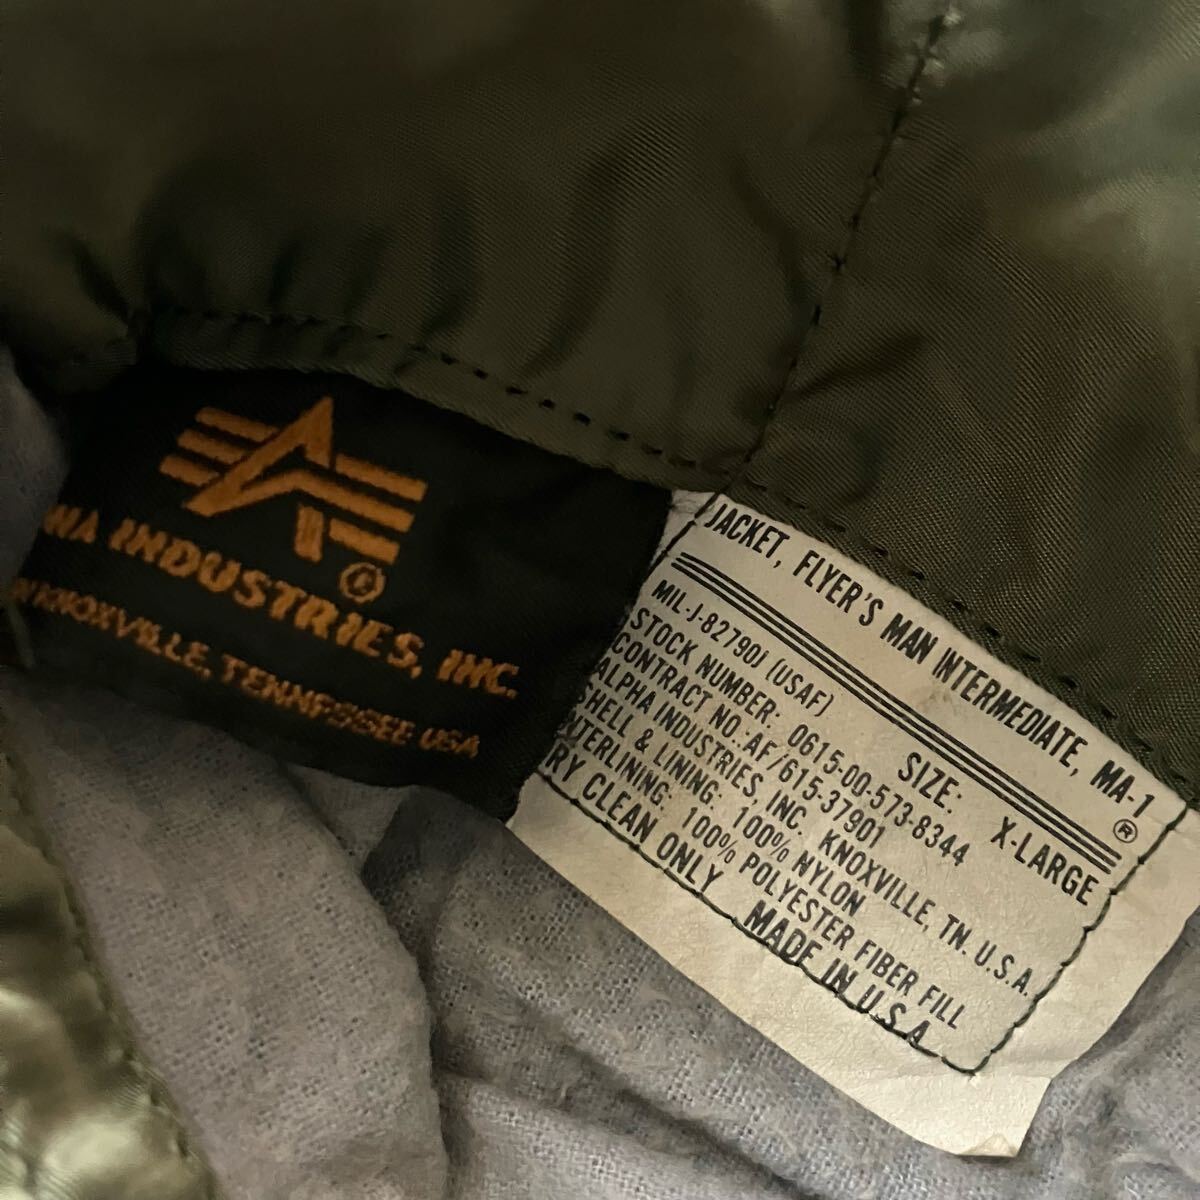 INDUSTRIES, INC.
KNOXVILLE, TENNESSEE USA
JACKET, FLYER'S MAN INTERMEDIATE, MA-1
®
MIL-J-82790J (USAF) SIZE: X-LARGE
STOCK NUMBER: 0615-00-573-8344
CONTRACT NO. AF/615-37901
ALPHA INDUSTRIES, INC. KNOXVILLE, TN. U.S.A.
SHELL & LINING: 100% NYLON
INTERLINING: 100% POLYESTER FIBER FILL
DRY CLEAN ONLY MADE IN U.S.A